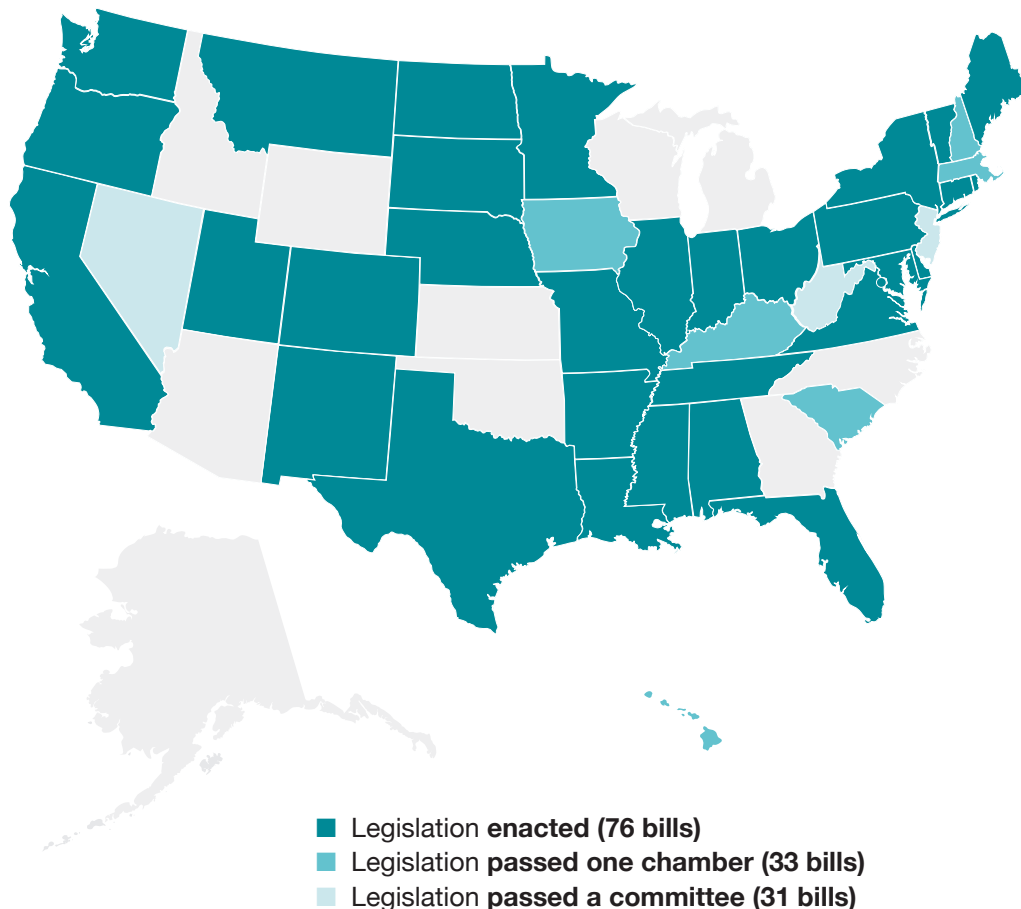 Legislation enacted (76 bills)
Legislation passed one chamber (33 bills)
Legislation passed a committee (31 bills)